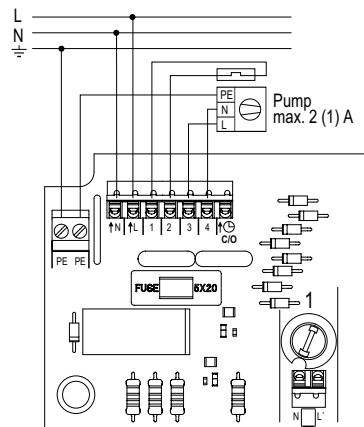 L
N
PE
N
L
Pump
max. 2 (1) A
N L 1 2 3 4
C/O
PE PE
FUSE 5X20
1
N L'